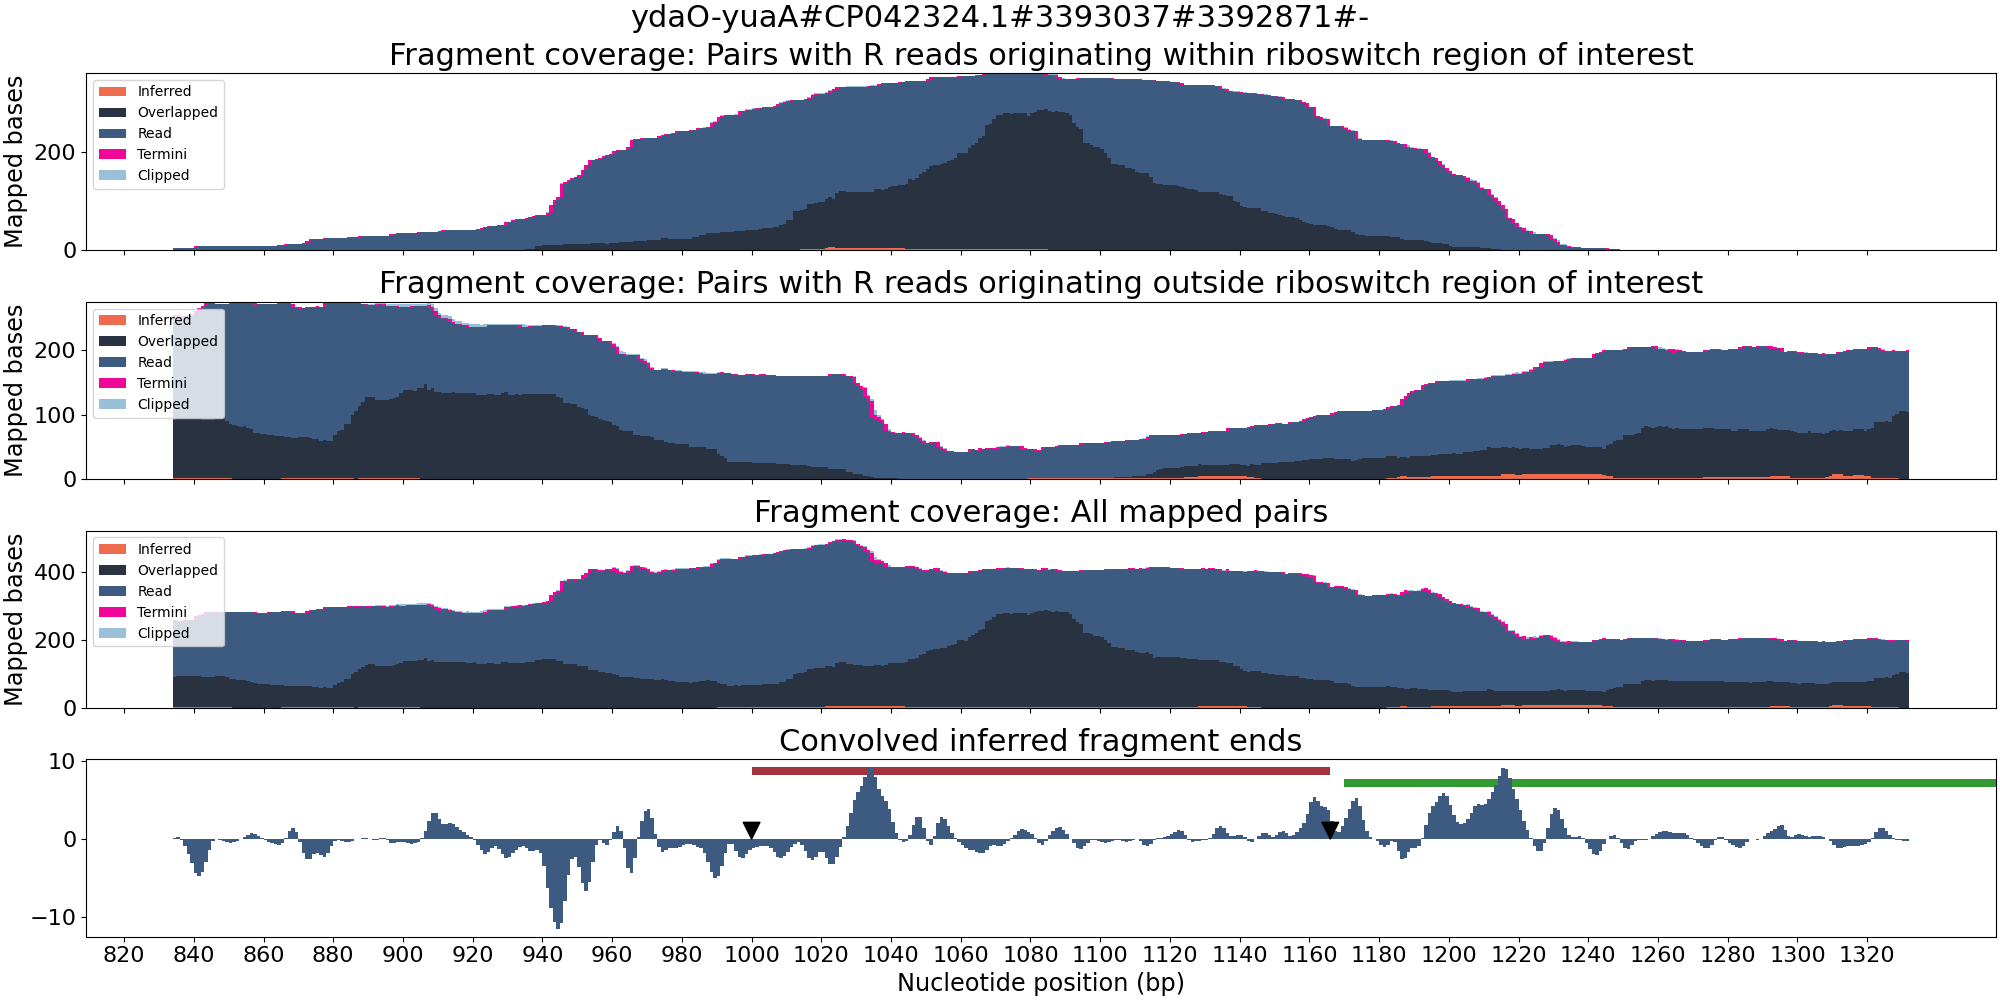 ydaO-yuaA#CP042324.1#3393037#3392871#-
Fragment coverage: Pairs with R reads originating within riboswitch region of interest
Mapped bases
200
0
Inferred
Overlapped
Read
Termini
Clipped
Fragment coverage: Pairs with R reads originating outside riboswitch region of interest
Mapped bases
200
100
0
Inferred
Overlapped
Read
Termini
Clipped
Fragment coverage: All mapped pairs
Mapped bases
400
200
0
Inferred
Overlapped
Read
Termini
Clipped
Convolved inferred fragment ends
10
0
−10
820 840 860 880 900 920 940 960 980 1000 1020 1040 1060 1080 1100 1120 1140 1160 1180 1200 1220 1240 1260 1280 1300 1320
Nucleotide position (bp)